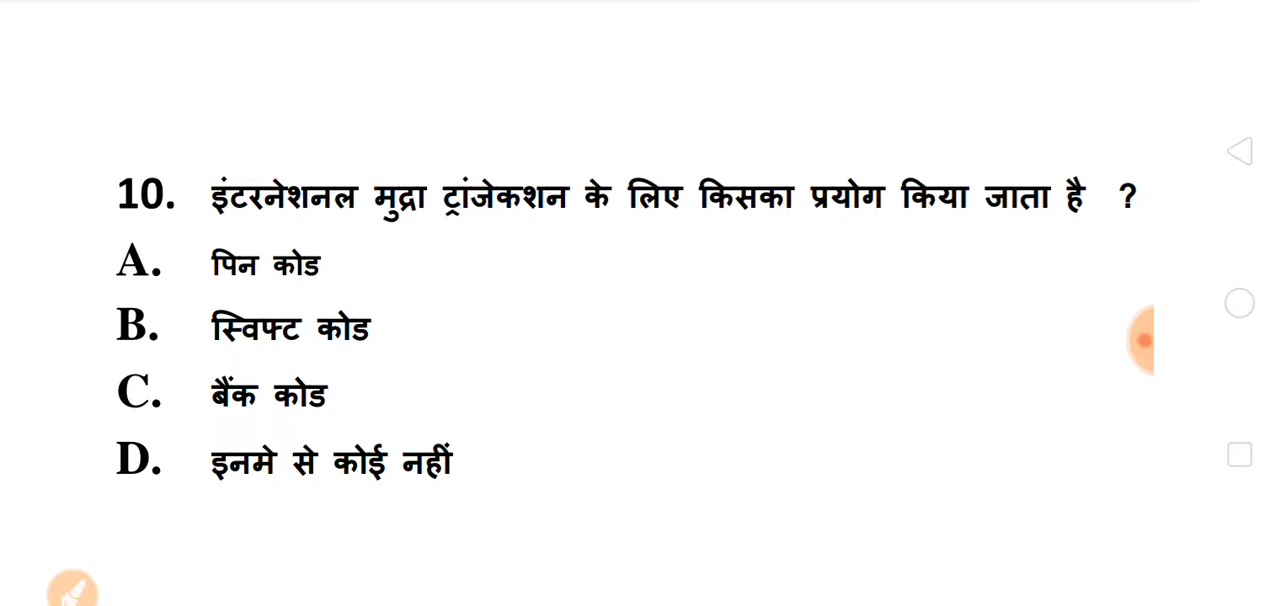 10. इंटरनेशनल मुद्रा ट्रांजेकशन के लिए किसका प्रयोग किया जाता है ?
A. पिन कोड
B. स्विफ्ट कोड
C. बैंक कोड
D. इनमे से कोई नहीं